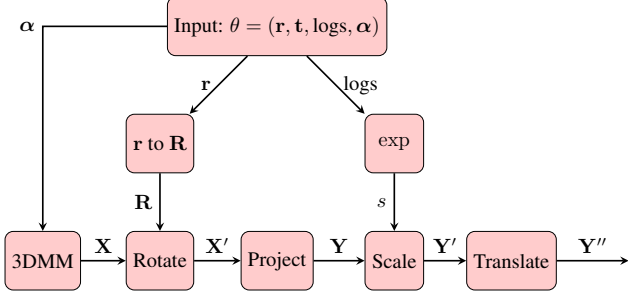 α
Input: θ = (r, t, logs, α)
r
logs
r to R
exp
R
s
3DMM
X
Rotate
X′
Project
Y
Scale
Y′
Translate
Y′′